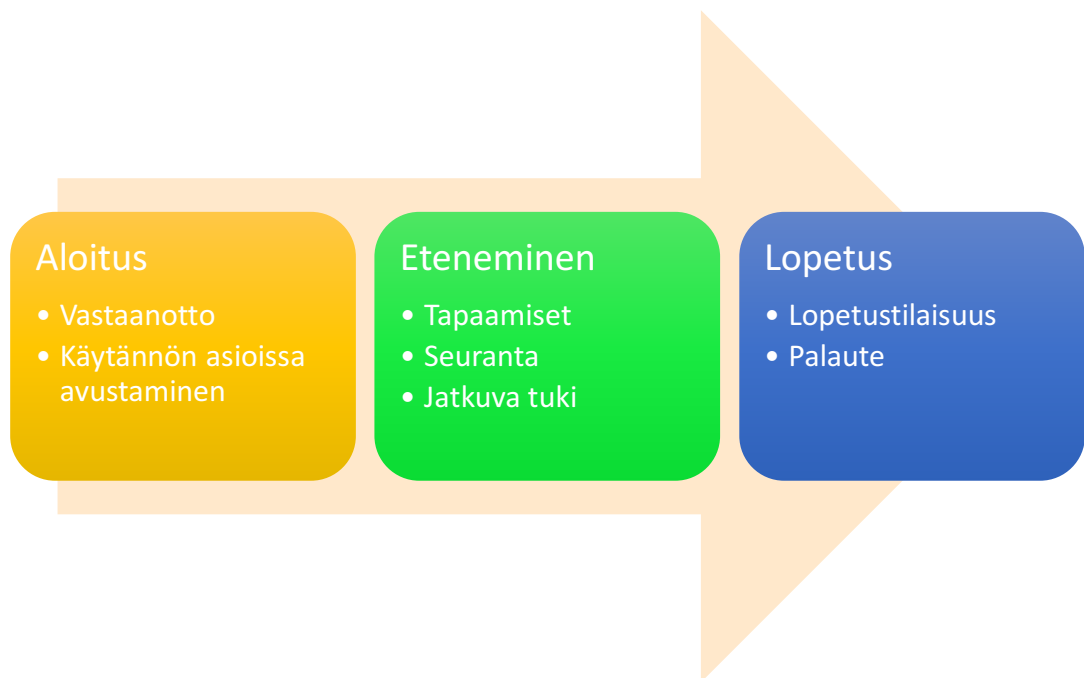 Aloitus
• Vastaanotto
• Käytännön asioissa
avustaminen
Eteneminen
• Tapaamiset
• Seuranta
• Jatkuva tuki
Lopetus
• Lopetustilaisuus
• Palaute